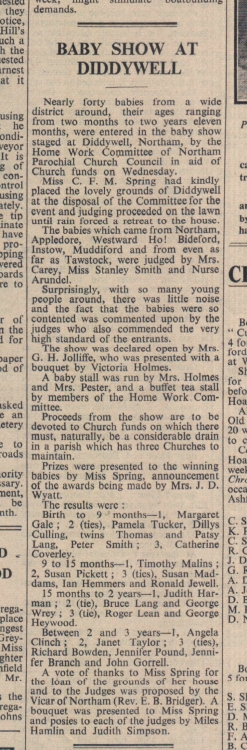 demands.
BABY SHOW AT
DIDDYWELL
Nearly forty babies from a wide
district around, their ages ranging
from two months to two years eleven
months, were entered in the baby show
staged at Diddywell, Northam, by the
Home Work Committee of Northam
Parochial Church Council in aid of
Church funds on Wednesday.
Miss C. F. M. Spring had kindly
placed the lovely grounds of Diddywell
at the disposal of the Committee for the
event and judging proceeded on the lawn
until rain forced a retreat to the house.
The babies which came from Northam,
Appledore, Westward Ho! Bideford,
Instow, Muddiford and from even as
far as Tawstock, were judged by Mrs.
Carey, Miss Stanley Smith and Nurse
Arundel.
Surprisingly, with so many young
people around, there was little noise
and the fact that the babies were so
contented was commented upon by the
judges who also commended the very
high standard of the entrants.
The show was declared open by Mrs.
G. H. Jolliffe, who was presented with a
bouquet by Victoria Holmes.
A baby stall was run by Mrs. Holmes
and Mrs. Pester, and a buffet tea stall
by members of the Home Work Com-
mittee.
Proceeds from the show are to be
devoted to Church funds on which there
must, naturally, be a considerable drain
in a parish which has three Churches to
maintain.
Prizes were presented to the winning
babies by Miss Spring, announcement
of the awards being made by Mrs. J. D.
Wyatt.
The results were :
Birth to 9 months—1, Margaret
Gale ; 2 (ties), Pamela Tucker, Dillys
Culling, twins Thomas and Patsy
Lang, Peter Smith ; 3, Catherine
Coverley.
9 to 15 months—1, Timothy Malins ;
2, Susan Pickett ; 3 (ties), Susan Mad-
dams, Ian Hemmers and Ronald Jewell.
15 months to 2 years—1, Judith Har-
man ; 2 (tie), Bruce Lang and George
Wrey ; 3 (tie), Roger Lean and George
Heywood.
Between 2 and 3 years—1, Angela
Clinch ; 2, Janet Taylor ; 3 (ties),
Richard Bowden, Jennifer Found, Jenni-
fer Branch and John Gorrell.
A vote of thanks to Miss Spring for
the loan of the grounds of her house
and to the Judges was proposed by the
Vicar of Northam (Rev. E. B. Bridger). A
bouquet was presented to Miss Spring
and posies to each of the judges by Miles
Hamlin and Judith Simpson.